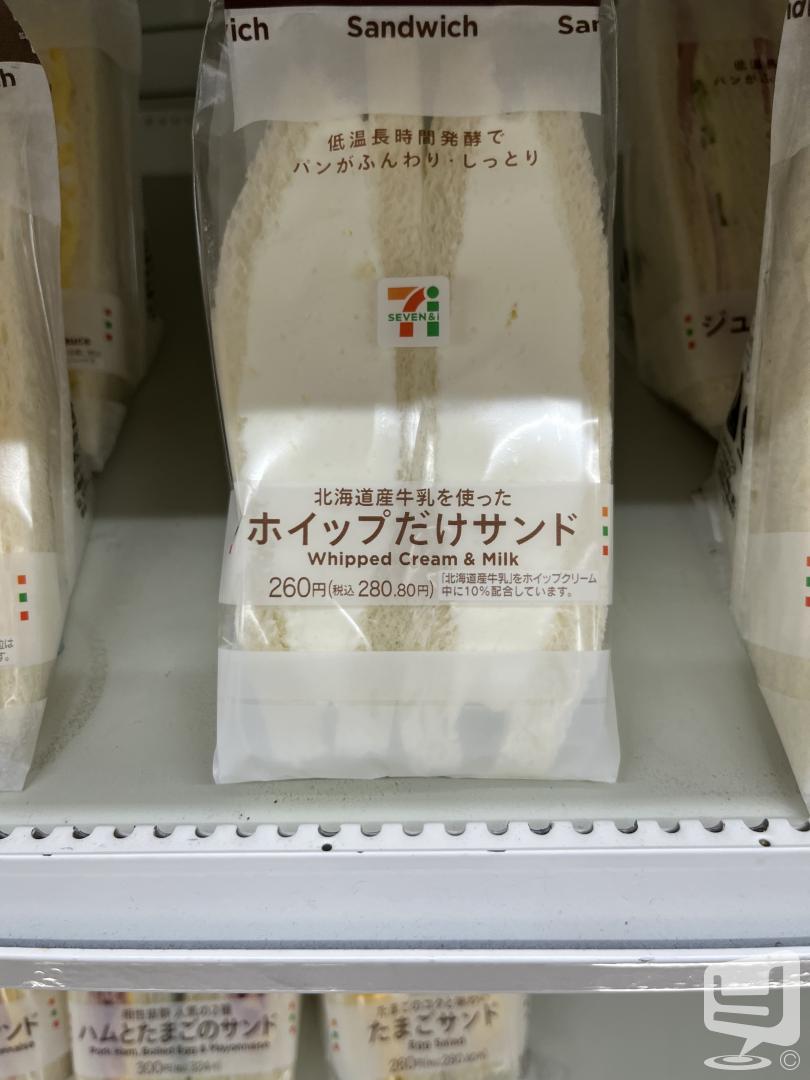 Sandwich
低温長時間発酵で
パンがふんわり・しっとり
SEVEN&i
北海道産牛乳を使った
ホイップだけサンド
Whipped Cream & Milk
260円(税込 280.80円)
「北海道産牛乳」をホイップクリーム
中に10%配合しています。
ジュ
ハムとたまごのサンド
たまごサンド
Egg Salad